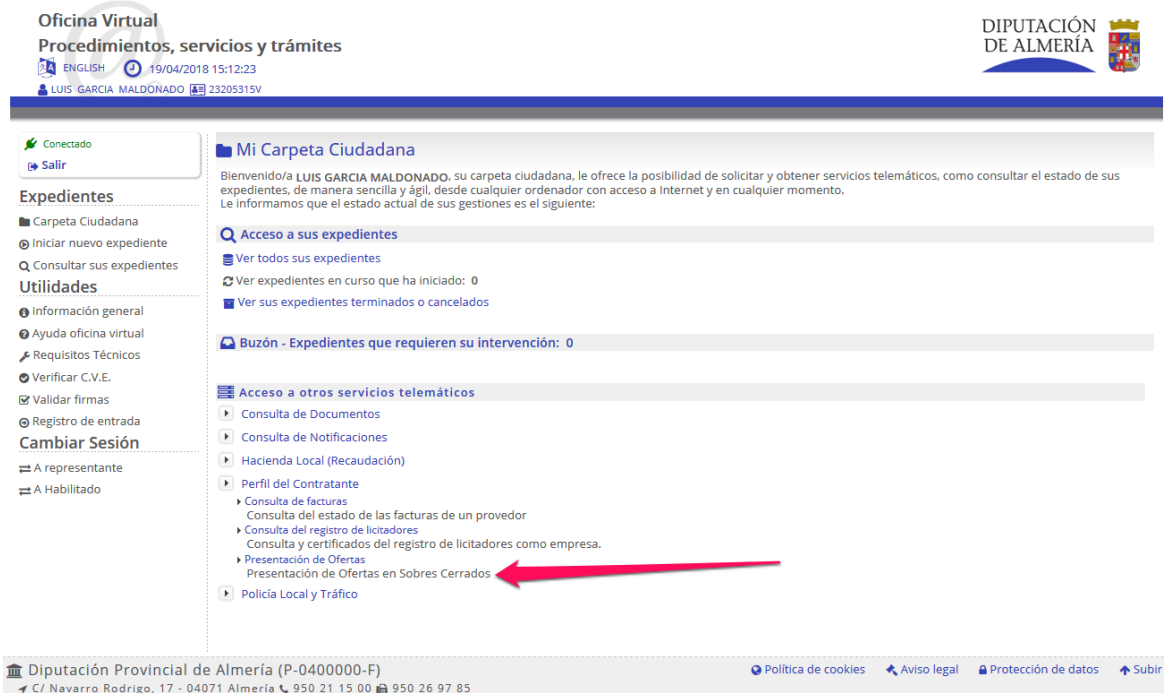 Oficina Virtual
Procedimientos, servicios y trámites
ENGLISH 19/04/2018 15:12:23
LUIS GARCIA MALDONADO 23205315V
DIPUTACIÓN
DE ALMERÍA
Conectado
Salir
Expedientes
Carpeta Ciudadana
Iniciar nuevo expediente
Consultar sus expedientes
Utilidades
Información general
Ayuda oficina virtual
Requisitos Técnicos
Verificar C.V.E.
Validar firmas
Registro de entrada
Cambiar Sesión
A representante
A Habilitado
Mi Carpeta Ciudadana
Bienvenido/a LUIS GARCIA MALDONADO, su carpeta ciudadana, le ofrece la posibilidad de solicitar y obtener servicios telemáticos, como consultar el estado de sus
expedientes, de manera sencilla y ágil, desde cualquier ordenador con acceso a Internet y en cualquier momento.
Le informamos que el estado actual de sus gestiones es el siguiente:
Acceso a sus expedientes
Ver todos sus expedientes
Ver expedientes en curso que ha iniciado: 0
Ver sus expedientes terminados o cancelados
Buzón - Expedientes que requieren su intervención: 0
Acceso a otros servicios telemáticos
Consulta de Documentos
Consulta de Notificaciones
Hacienda Local (Recaudación)
Perfil del Contratante
Consulta de facturas
Consulta del estado de las facturas de un provedor
Consulta del registro de licitadores
Consulta y certificados del registro de licitadores como empresa.
Presentación de Ofertas
Presentación de Ofertas en Sobres Cerrados
Policía Local y Tráfico
Diputación Provincial de Almería (P-0400000-F)
C/ Navarro Rodrigo, 17 - 04071 Almería 950 21 15 00 950 26 97 85
Política de cookies Aviso legal Protección de datos Subir